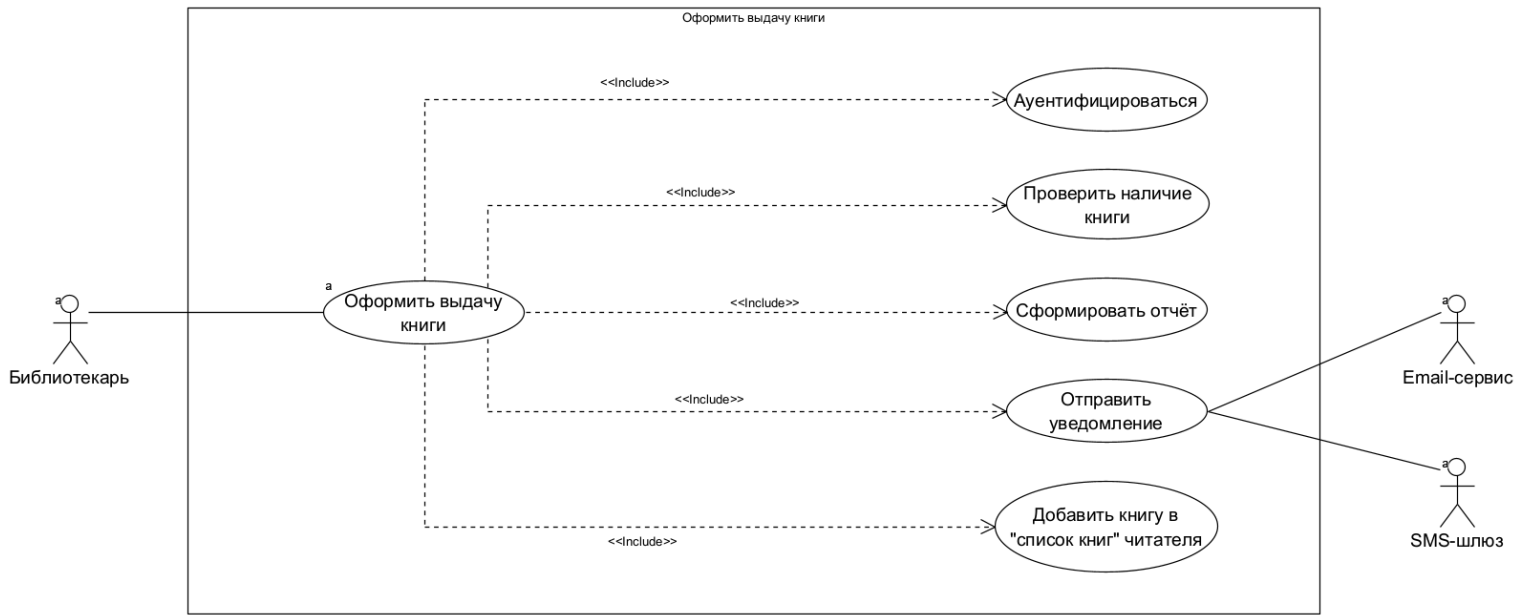 Оформить выдачу книги
<<Include>>
Ауентифицироваться
<<Include>>
Проверить наличие
книги
a
Оформить выдачу
книги
<<Include>>
Сформировать отчёт
a
Библиотекарь
<<Include>>
Отправить
уведомление
a
Email-сервис
<<Include>>
Добавить книгу в
"список книг" читателя
a
SMS-шлюз